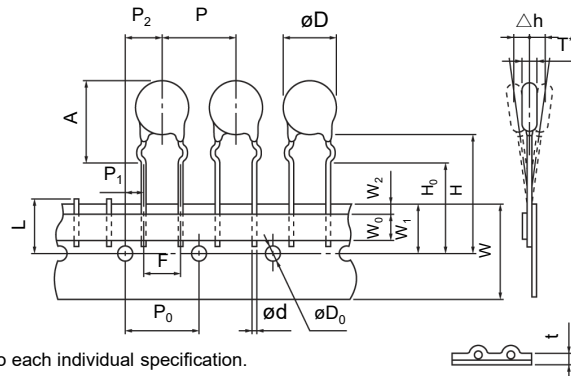 P2
P
øD
△h
T
A
P1
L
W2
W0
W1
H0
H
W
F
P0
ød
øD0
t
o each individual specification.